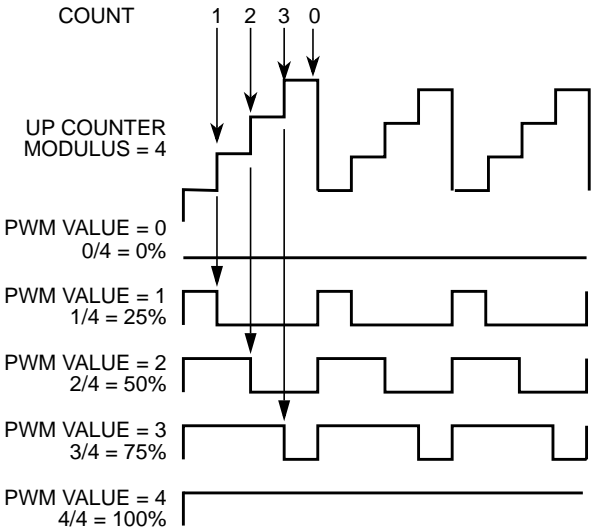 COUNT 1 2 3 0
UP COUNTER
MODULUS = 4
PWM VALUE = 0
0/4 = 0%
PWM VALUE = 1
1/4 = 25%
PWM VALUE = 2
2/4 = 50%
PWM VALUE = 3
3/4 = 75%
PWM VALUE = 4
4/4 = 100%